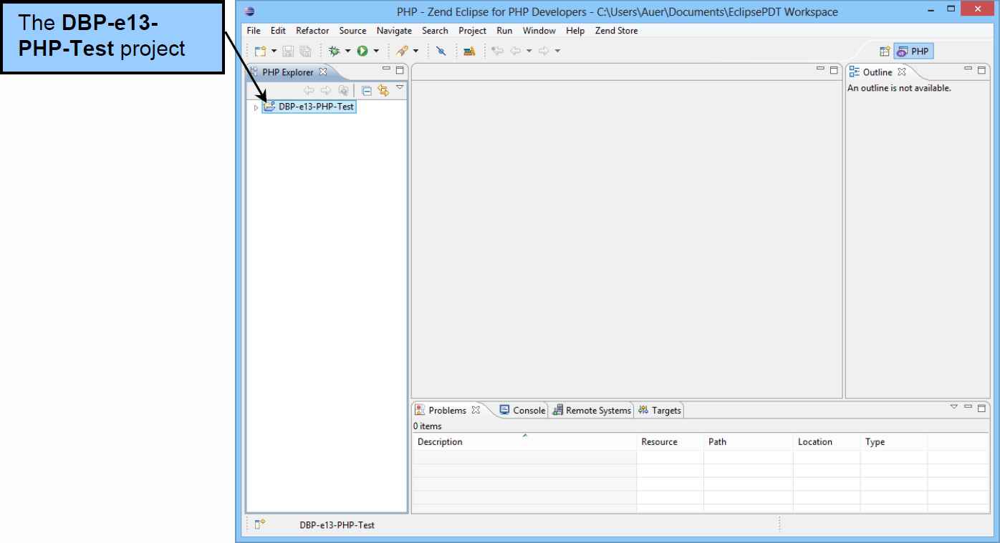 The DBP-e13-
PHP-Test project
PHP - Zend Eclipse for PHP Developers - C:\Users\Auer\Documents\EclipsePDT Workspace
File Edit Refactor Source Navigate Search Project Run Window Help Zend Store
PHP
PHP Explorer
Outline
An outline is not available.
DBP-e13-PHP-Test
Problems Console Remote Systems Targets
0 items
Description Resource Path Location Type
DBP-e13-PHP-Test